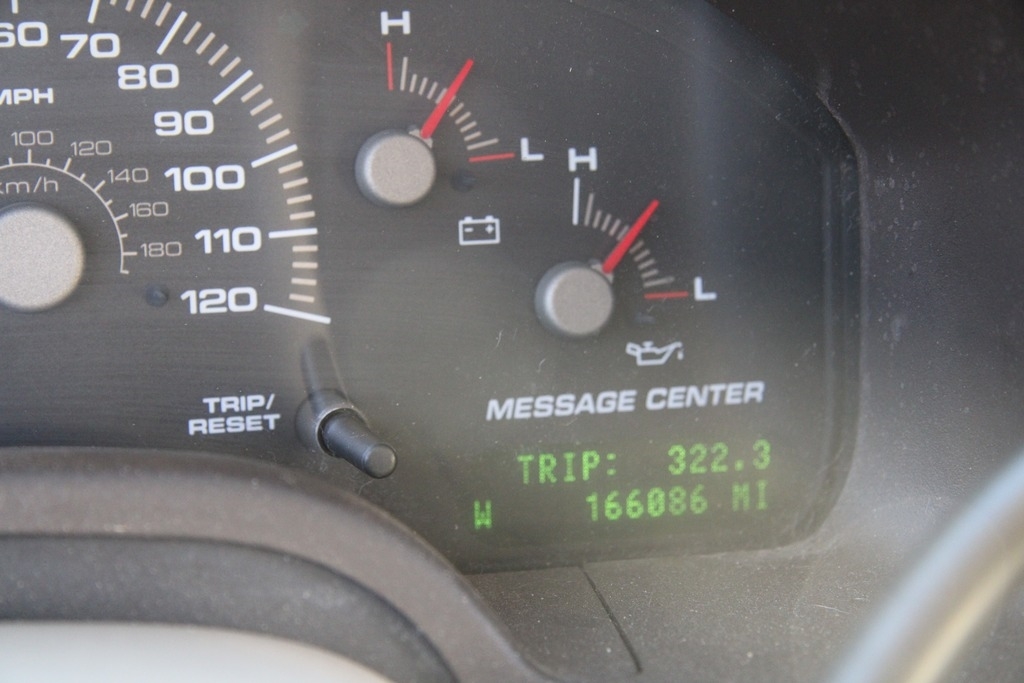 60
70
80
MPH
90
100
110
120
100
120
km/h
140
160
180
H
L
H
L
TRIP/
RESET
MESSAGE CENTER
TRIP: 322.3
W 166086 MI